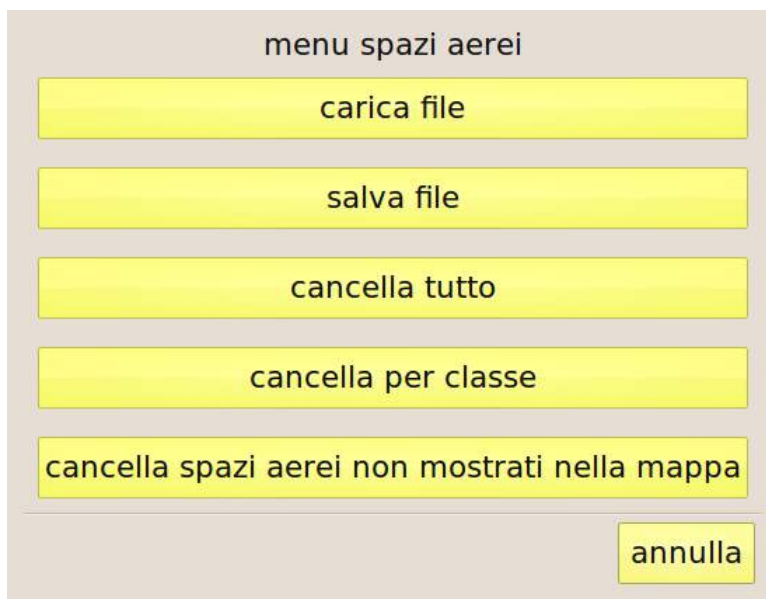 menu spazi aerei
carica file
salva file
cancella tutto
cancella per classe
cancella spazi aerei non mostrati nella mappa
annulla